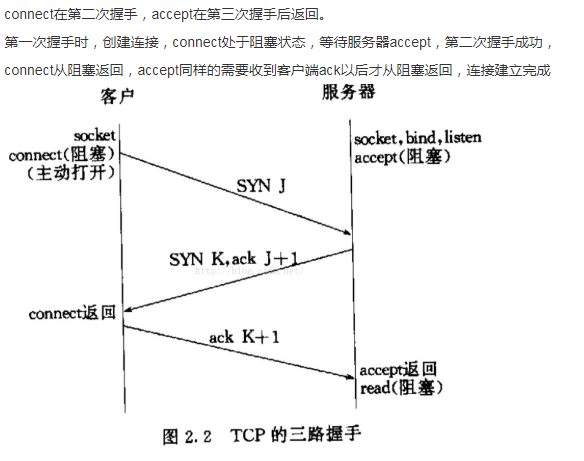 connect在第二次握手，accept在第三次握手后返回。
第一次握手时，创建连接，connect处于阻塞状态，等待服务器accept，第二次握手成功，
connect从阻塞返回，accept同样的需要收到客户端ack以后才从阻塞返回，连接建立完成
客户
服务器
socket
connect(阻塞)
(主动打开)
socket,bind,listen
accept(阻塞)
SYN J
SYN K,ack J+1
connect返回
ack K+1
accept返回
read(阻塞)
图 2.2 TCP 的三路握手